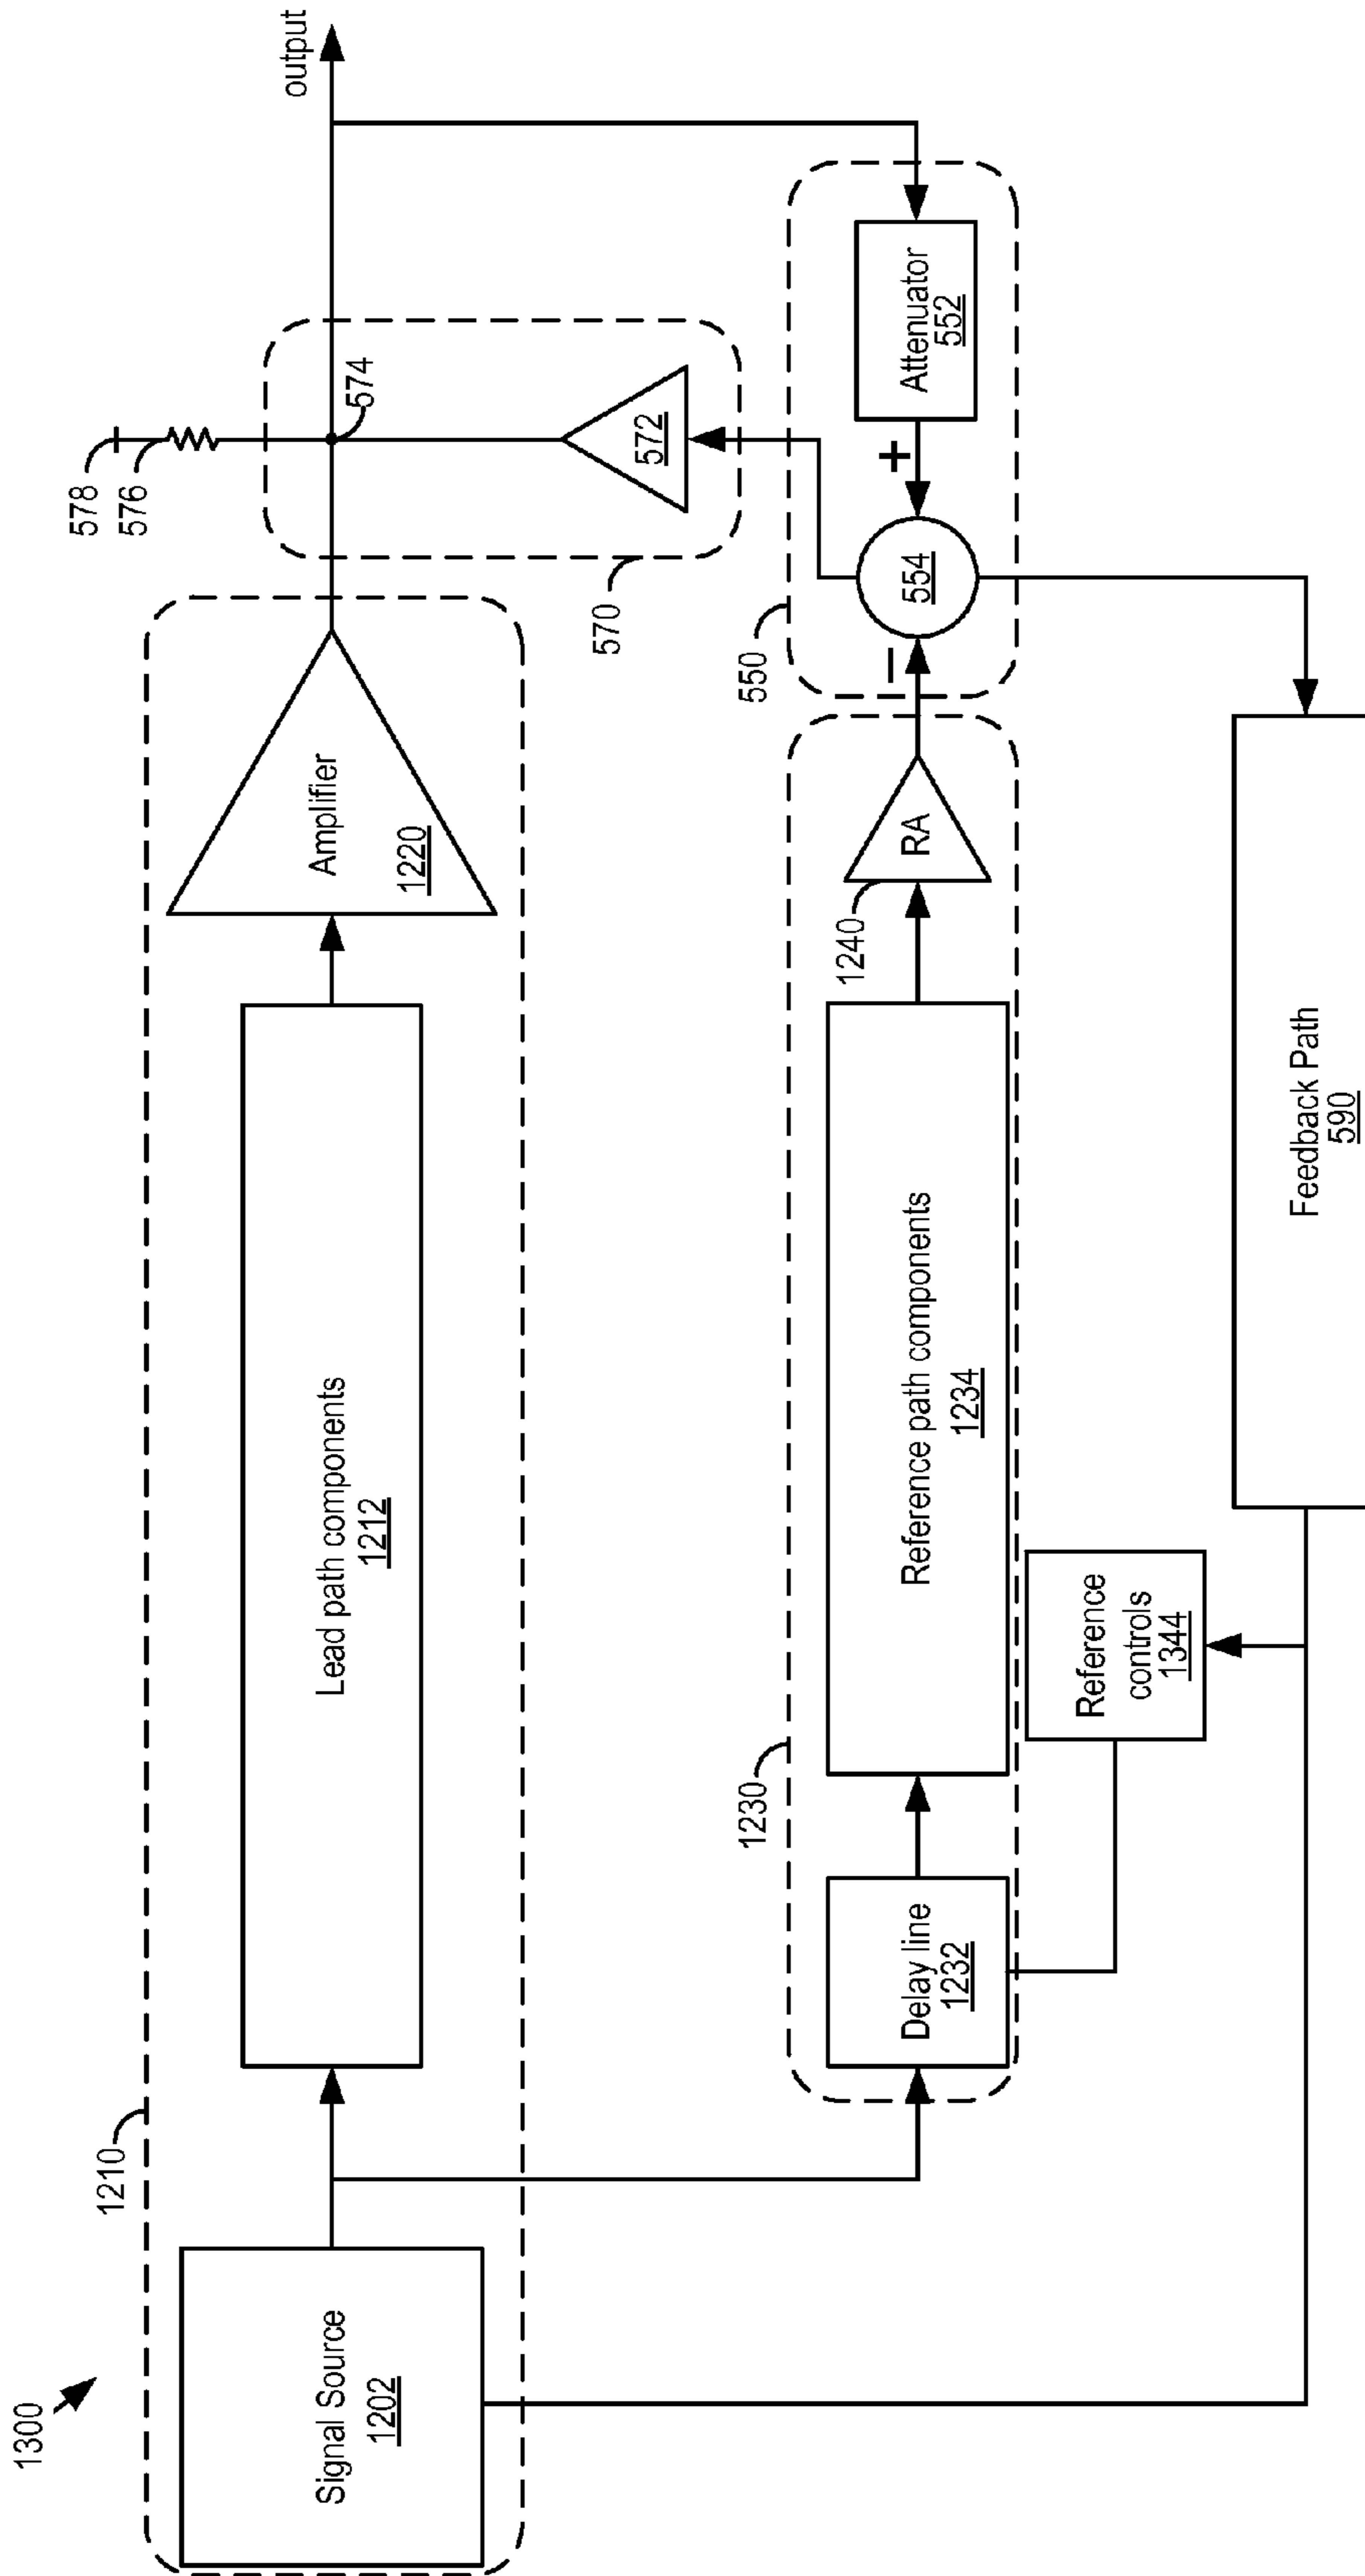 1300
1210
Signal Source
1202
Lead path components
1212
Amplifier
1220
578
576
574
output
570
572
550
1230
Delay line
1232
Reference path components
1234
1240
RA
−
554
+
Attenuator
552
Reference
controls
1344
Feedback Path
590